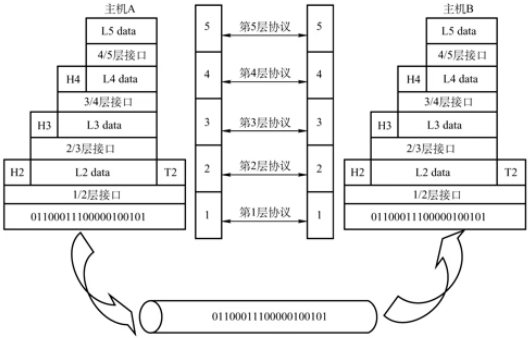 主机A
主机B
L5 data
5
第5层协议
5
L5 data
4/5层接口
4/5层接口
H4
L4 data
4
第4层协议
4
H4
L4 data
3/4层接口
3/4层接口
H3
L3 data
3
第3层协议
3
H3
L3 data
2/3层接口
2/3层接口
H2
L2 data
T2
2
第2层协议
2
H2
L2 data
T2
1/2层接口
1/2层接口
01100011100000100101
1
第1层协议
1
01100011100000100101
01100011100000100101